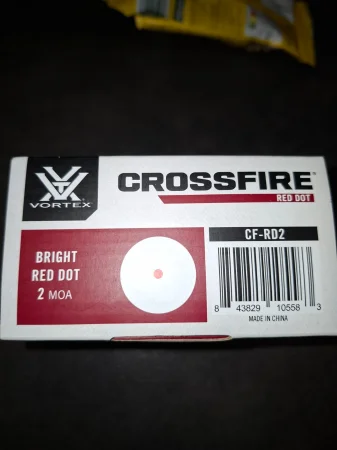 VORTEX
CROSSFIRE
RED DOT
BRIGHT
RED DOT
2 MOA
CF-RD2
8 43829 10558 3
MADE IN CHINA